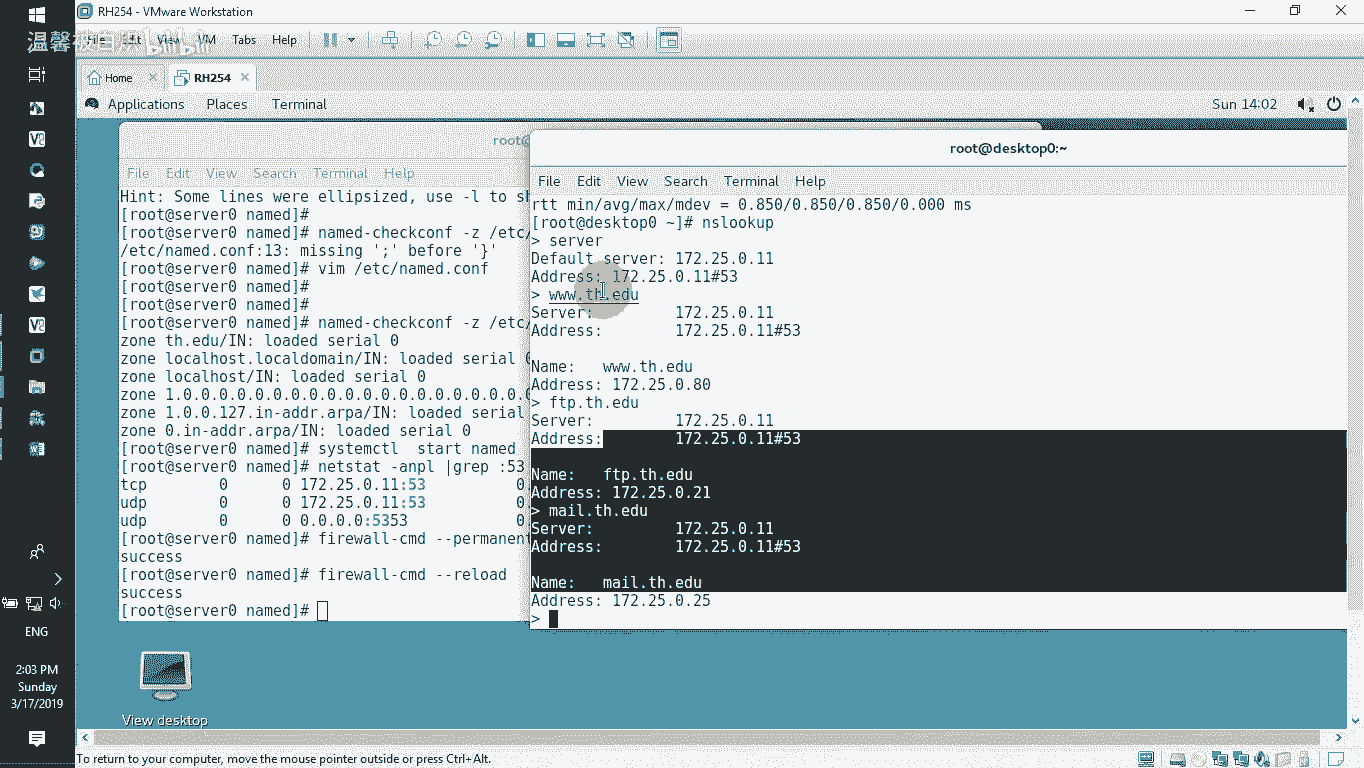 RH254 - VMware Workstation
File Edit View VM Tabs Help
Home
RH254
Applications Places Terminal
Sun 14:02
root@
File Edit View Search Terminal Help
Hint: Some lines were ellipsized, use -l to sh
[root@server0 named]#
[root@server0 named]# named-checkconf -z /etc/
/etc/named.conf:13: missing ';' before '}'
[root@server0 named]# vim /etc/named.conf
[root@server0 named]#
[root@server0 named]#
[root@server0 named]# named-checkconf -z /etc/
zone th.edu/IN: loaded serial 0
zone localhost.localdomain/IN: loaded serial 0
zone localhost/IN: loaded serial 0
zone 1.0.0.0.0.0.0.0.0.0.0.0.0.0.0.0.0.0.0.0.0.
zone 1.0.0.127.in-addr.arpa/IN: loaded serial
zone 0.in-addr.arpa/IN: loaded serial 0
[root@server0 named]# systemctl  start named
[root@server0 named]# netstat -anpl |grep :53
tcp 0 0 172.25.0.11:53 0.
udp 0 0 172.25.0.11:53 0.
udp 0 0 0.0.0.0:5353 0.
[root@server0 named]# firewall-cmd --permanent
success
[root@server0 named]# firewall-cmd --reload
success
[root@server0 named]#
root@desktop0:~
File Edit View Search Terminal Help
rtt min/avg/max/mdev = 0.850/0.850/0.850/0.000 ms
[root@desktop0 ~]# nslookup
> server
Default server: 172.25.0.11
Address: 172.25.0.11#53
> www.th.edu
Server: 172.25.0.11
Address: 172.25.0.11#53
Name: www.th.edu
Address: 172.25.0.80
> ftp.th.edu
Server: 172.25.0.11
Address: 172.25.0.11#53
Name: ftp.th.edu
Address: 172.25.0.21
> mail.th.edu
Server: 172.25.0.11
Address: 172.25.0.11#53
Name: mail.th.edu
Address: 172.25.0.25
>
View desktop
ENG
2:03 PM
Sunday
3/17/2019
To return to your computer, move the mouse pointer outside or press Ctrl+Alt.